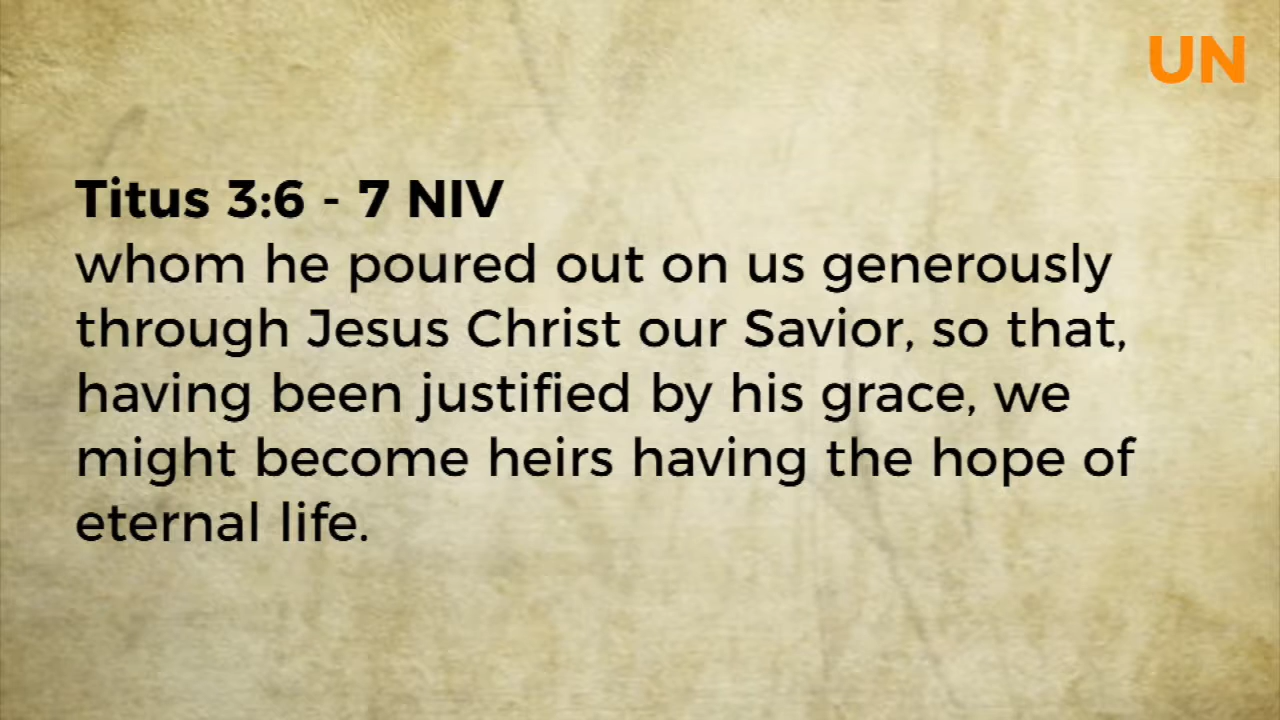 UN
Titus 3:6 - 7 NIV
whom he poured out on us generously
through Jesus Christ our Savior, so that,
having been justified by his grace, we
might become heirs having the hope of
eternal life.